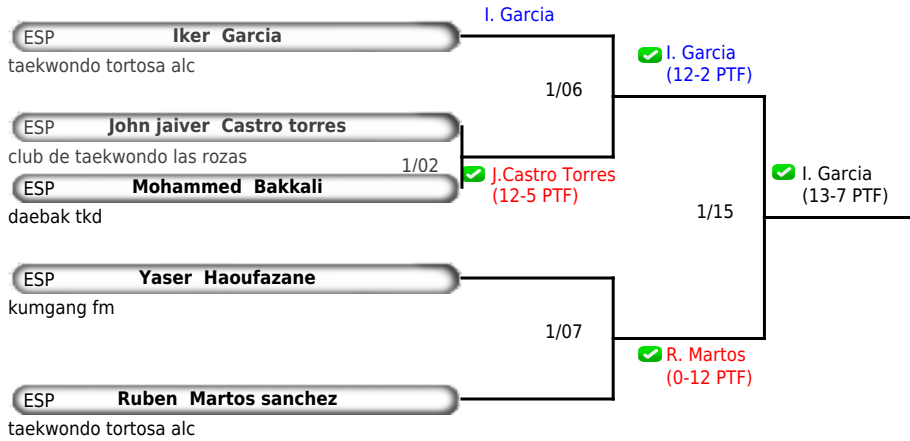 I. Garcia
ESP Iker Garcia
taekwondo tortosa alc
I. Garcia
(12-2 PTF)
1/06
ESP John jaiver Castro torres
club de taekwondo las rozas
1/02
ESP Mohammed Bakkali
daebak tkd
J.Castro Torres
(12-5 PTF)
I. Garcia
(13-7 PTF)
1/15
ESP Yaser Haoufazane
kumgang fm
1/07
R. Martos
(0-12 PTF)
ESP Ruben Martos sanchez
taekwondo tortosa alc